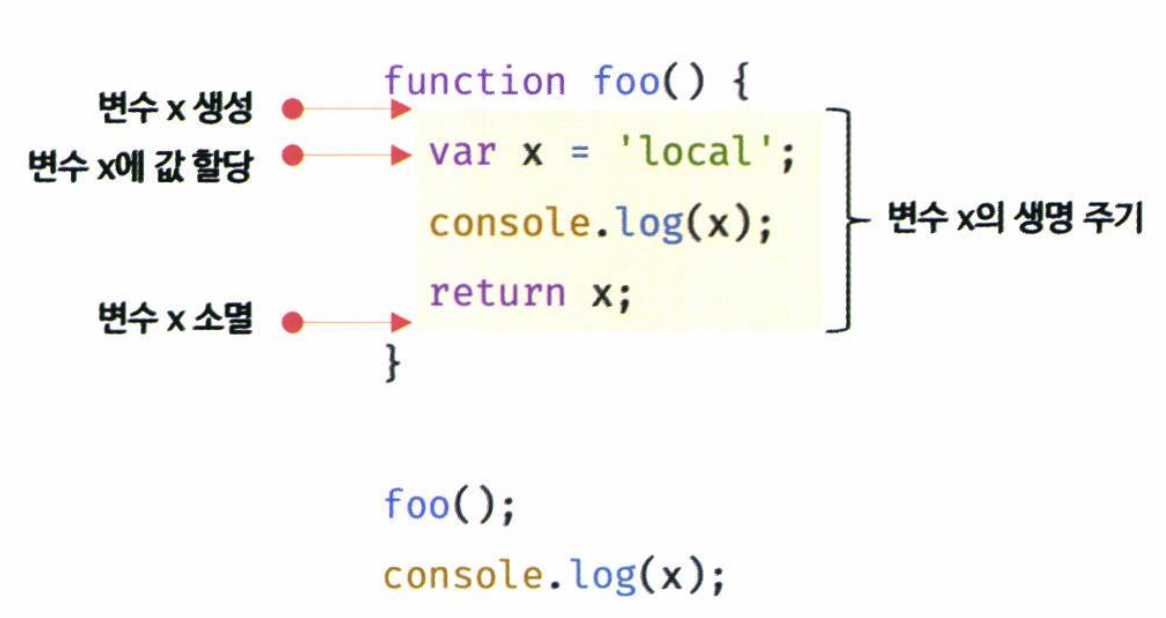 function foo() {
변수 x 생성
변수 x에 값 할당
var x = 'local';
console.log(x);
변수 x의 생명 주기
return x;
변수 x 소멸
}
foo();
console.log(x);